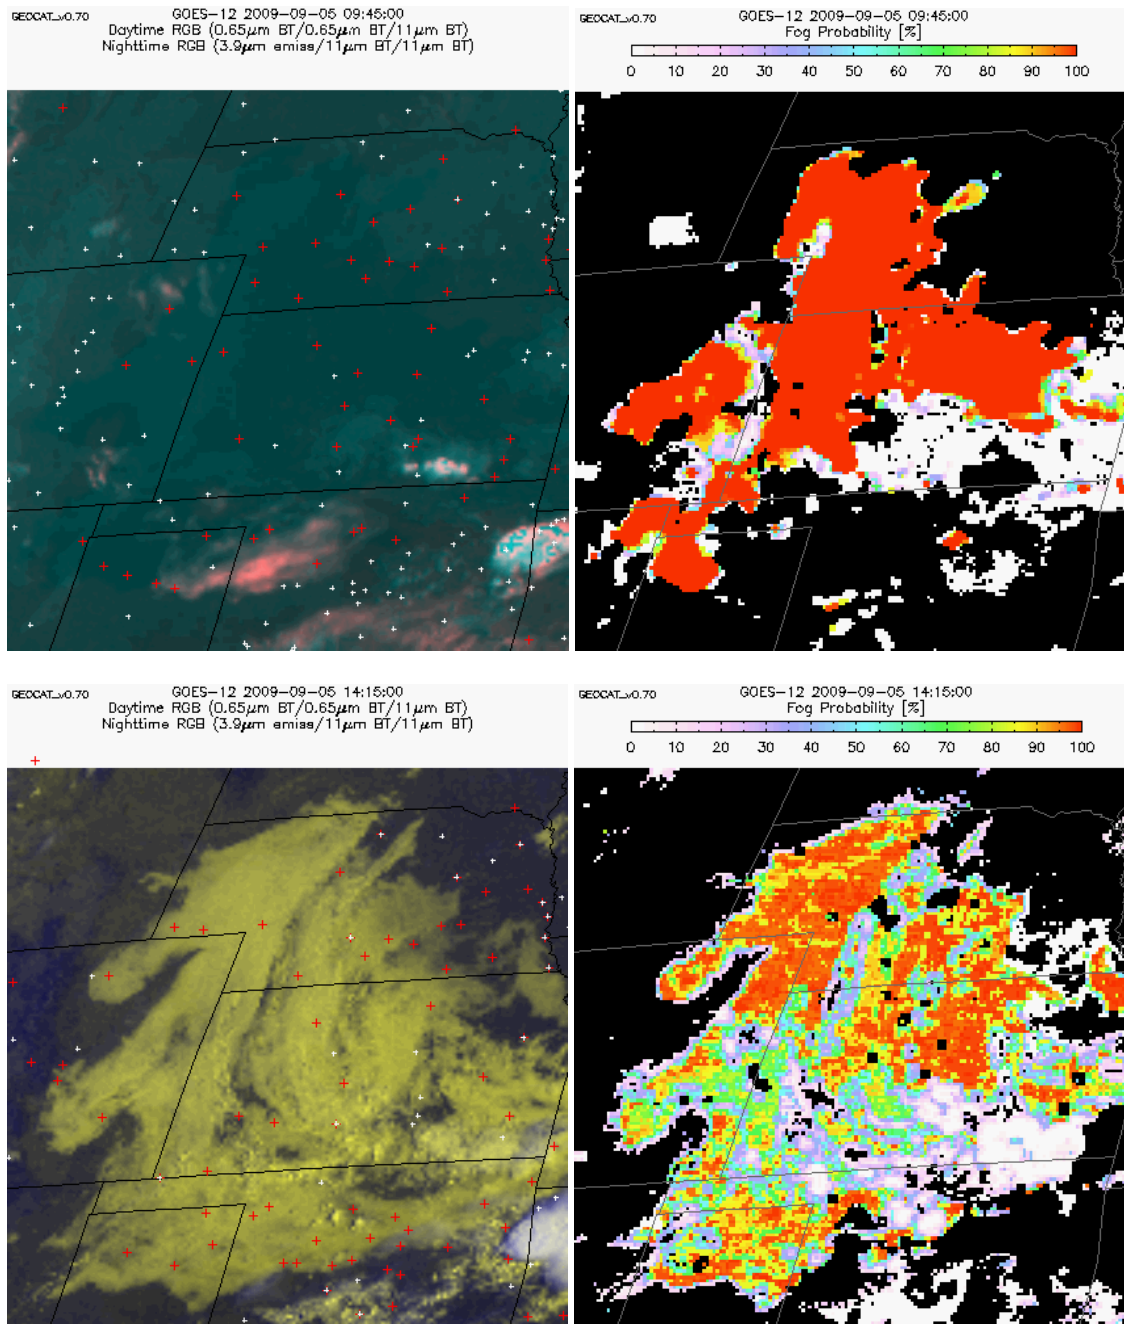 GEOCAT_v0.70
GOES-12 2009-09-05 09:45:00
Daytime RGB (0.65μm BT/0.65μm BT/11μm BT)
Nighttime RGB (3.9μm emiss/11μm BT/11μm BT)
GEOCAT_v0.70
GOES-12 2009-09-05 09:45:00
Fog Probability [%]
0 10 20 30 40 50 60 70 80 90 100
GEOCAT_v0.70
GOES-12 2009-09-05 14:15:00
Daytime RGB (0.65μm BT/0.65μm BT/11μm BT)
Nighttime RGB (3.9μm emiss/11μm BT/11μm BT)
GEOCAT_v0.70
GOES-12 2009-09-05 14:15:00
Fog Probability [%]
0 10 20 30 40 50 60 70 80 90 100